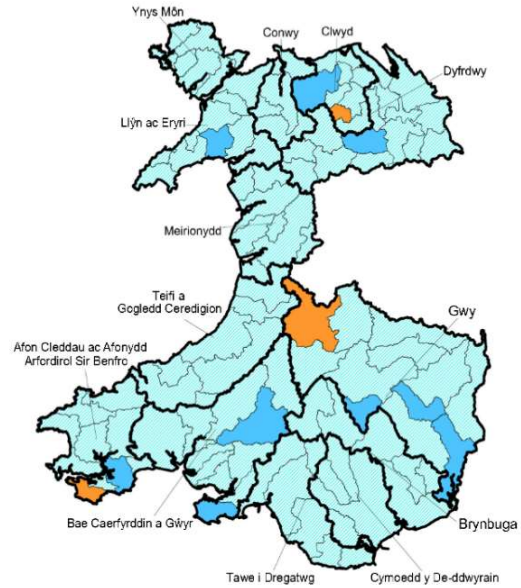 Ynys Môn
Conwy
Clwyd
Dyfrdwy
Llŷn ac Eryri
Meirionydd
Teifi a
Gogledd Ceredigion
Gwy
Afon Cleddau ac Afonydd
Arfordirol Sir Benfro
Bae Caerfyrddin a Gŵyr
Brynbuga
Tawe i Dregatwg
Cymoedd y De-ddwyrain